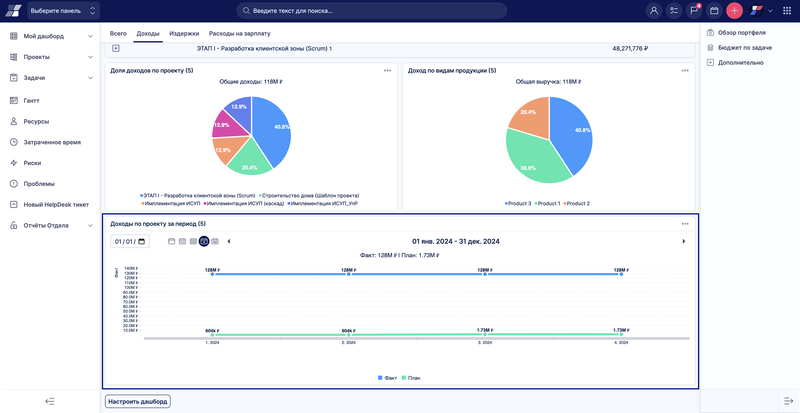 Выберите панель
Введите текст для поиска...
4
Мой дашборд
Проекты
Задачи
Гантт
Ресурсы
Затраченное время
Риски
Проблемы
Новый HelpDesk тикет
Отчёты Отдела
Всего
Доходы
Издержки
Расходы на зарплату
ЭТАП I - Разработка клиентской зоны (Scrum) 1
48,271,776 ₽
Доля доходов по проекту (5)
Общие доходы: 118M ₽
12.9%
12.9%
12.9%
40.8%
20.4%
ЭТАП I - Разработка клиентской зоны (Scrum)
Строительство дома (Шаблон проекта)
Имплементация ИСУП
Имплементация ИСУП (каскад)
Имплементация ИСУП_УпР
Доход по видам продукции (5)
Общая выручка: 118M ₽
20.4%
40.8%
38.8%
Product 3
Product 1
Product 2
Доходы по проекту за период (5)
01/01/
01 янв. 2024 - 31 дек. 2024
Факт: 128M ₽ I План: 1.73M ₽
Факт
140M ₽
130M ₽
120M ₽
110M ₽
100M ₽
90.0M ₽
80.0M ₽
70.0M ₽
60.0M ₽
50.0M ₽
40.0M ₽
30.0M ₽
20.0M ₽
10.0M ₽
128M ₽
128M ₽
128M ₽
128M ₽
604k ₽
604k ₽
1.73M ₽
1.73M ₽
1. 2024
2. 2024
3. 2024
4. 2024
Факт
План
Настроить дашборд
Обзор портфеля
Бюджет по задаче
Дополнительно